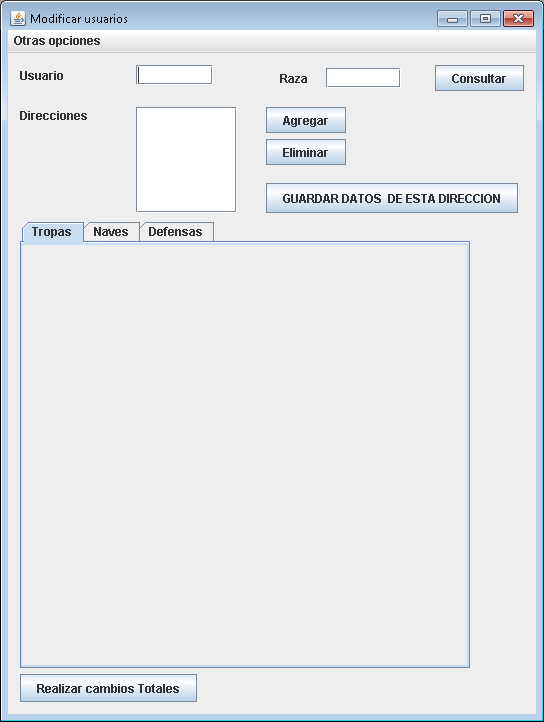 Modificar usuarios
Otras opciones
Usuario
Raza
Consultar
Direcciones
Agregar
Eliminar
GUARDAR DATOS DE ESTA DIRECCION
Tropas Naves Defensas
Realizar cambios Totales